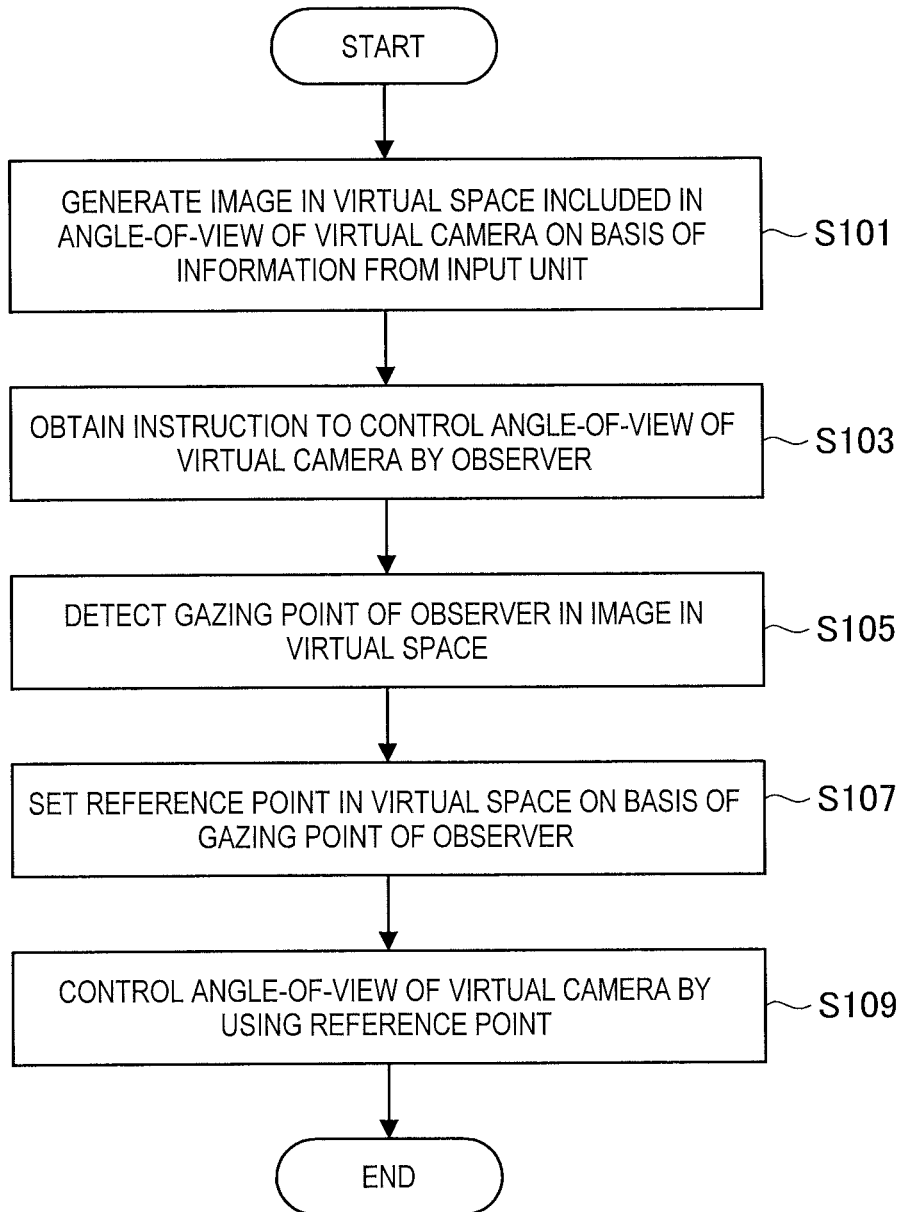 START
GENERATE IMAGE IN VIRTUAL SPACE INCLUDED IN
ANGLE-OF-VIEW OF VIRTUAL CAMERA ON BASIS OF
INFORMATION FROM INPUT UNIT
S101
OBTAIN INSTRUCTION TO CONTROL ANGLE-OF-VIEW OF
VIRTUAL CAMERA BY OBSERVER
S103
DETECT GAZING POINT OF OBSERVER IN IMAGE IN
VIRTUAL SPACE
S105
SET REFERENCE POINT IN VIRTUAL SPACE ON BASIS OF
GAZING POINT OF OBSERVER
S107
CONTROL ANGLE-OF-VIEW OF VIRTUAL CAMERA BY
USING REFERENCE POINT
S109
END